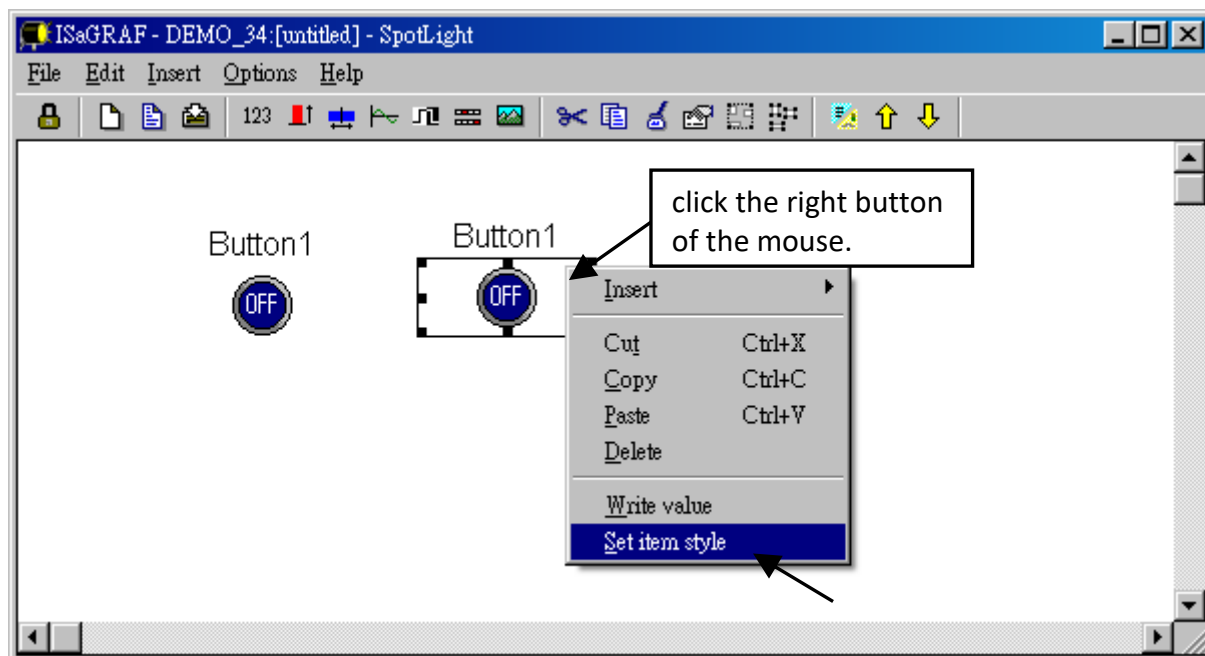 ISaGRAF - DEMO_34:[untitled] - SpotLight
File Edit Insert Options Help
123
click the right button
of the mouse.
Button1
Button1
OFF
OFF
Insert
Cut Ctrl+X
Copy Ctrl+C
Paste Ctrl+V
Delete
Write value
Set item style